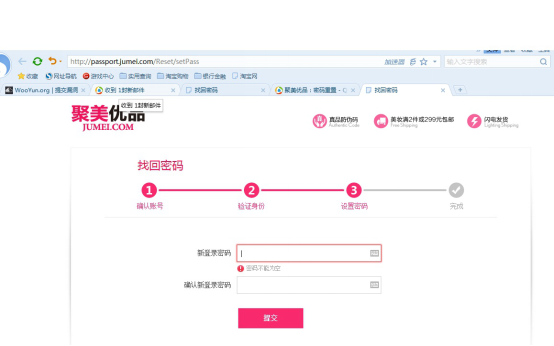 http://passport.jumei.com/Reset/setPass
加速器
输入文字搜索
收藏 网址导航 游戏中心 实用查询 淘宝购物 银行金融 淘宝网
WooYun.org | 提交漏洞 收到 1封新邮件 找回密码 聚美优品：密码重置 - 找回密码
收到 1封新邮件
聚美优品
JUMEI.COM
真品防伪码 美妆满2件或299元包邮 闪电发货
Authentic Code Free Shipping Lighting Shipping
找回密码
1 2 3
确认账号 验证身份 设置密码 完成
新登录密码
密码不能为空
确认新登录密码
提交